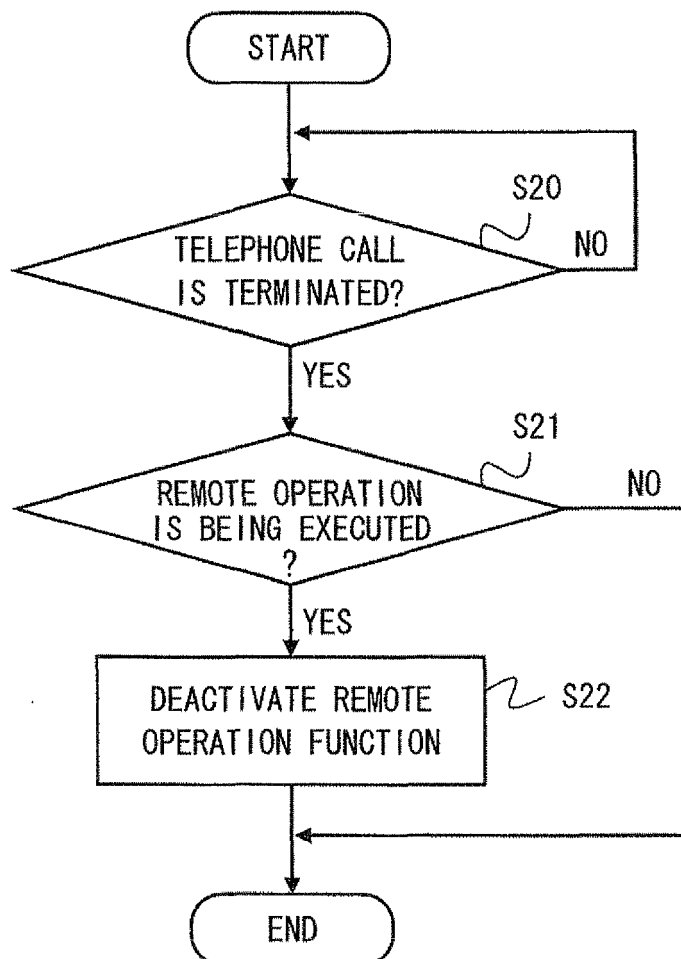 START
S20
TELEPHONE CALL
IS TERMINATED?
NO
YES
S21
REMOTE OPERATION
IS BEING EXECUTED
?
NO
YES
DEACTIVATE REMOTE
OPERATION FUNCTION
S22
END